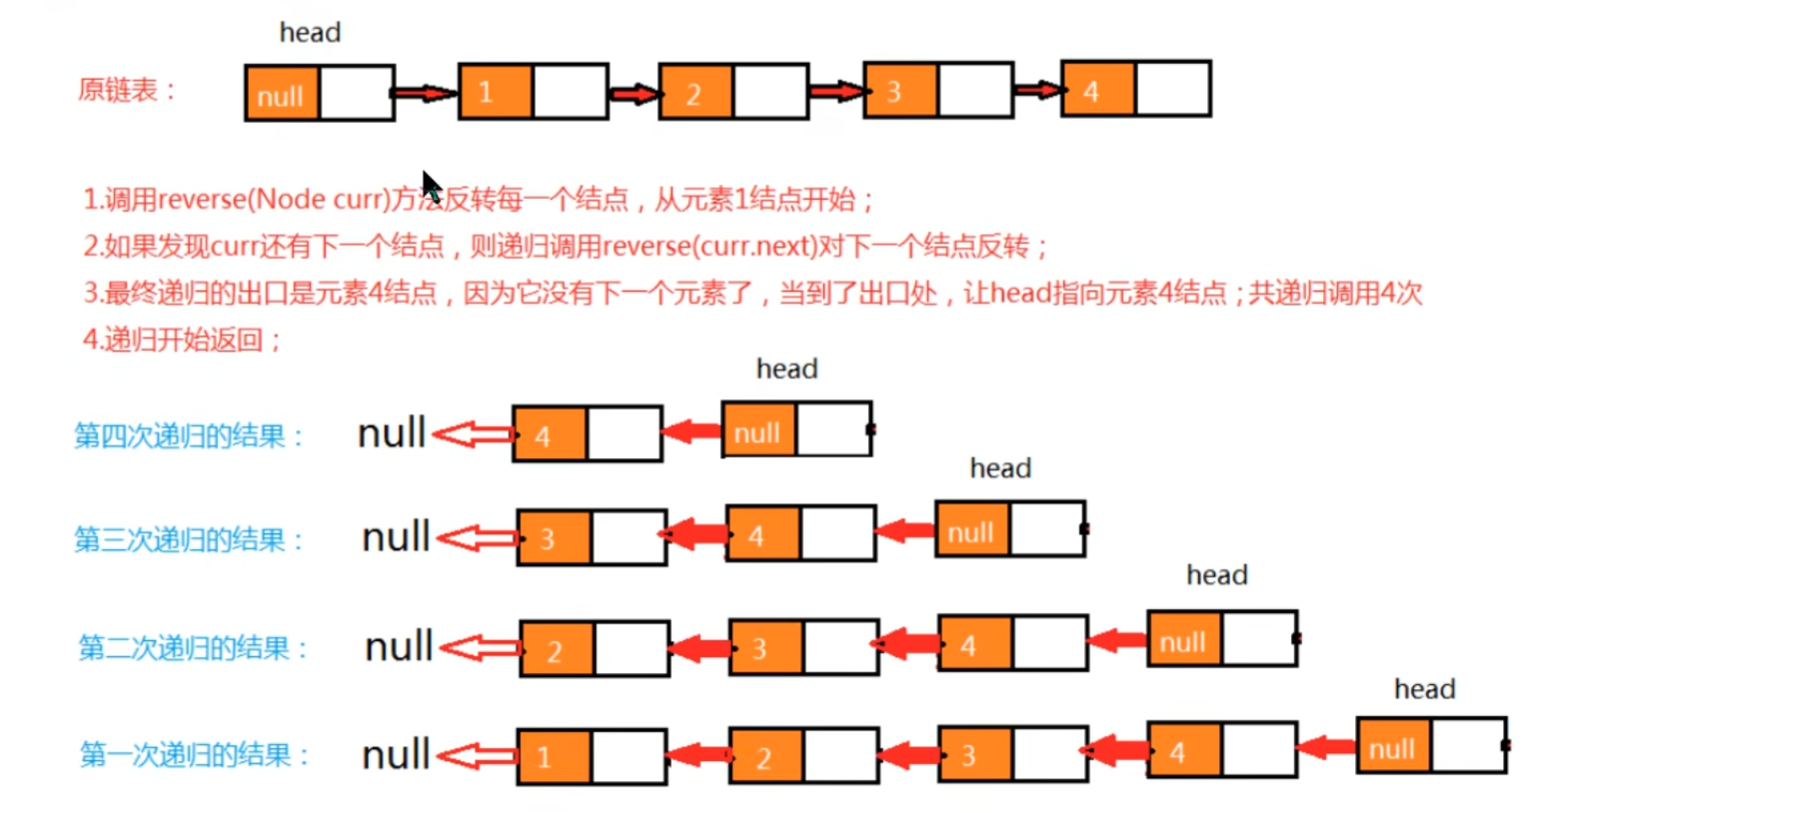 head
原链表： null 1 2 3 4
1.调用reverse(Node curr)方法反转每一个结点，从元素1结点开始；
2.如果发现curr还有下一个结点，则递归调用reverse(curr.next)对下一个结点反转；
3.最终递归的出口是元素4结点，因为它没有下一个元素了，当到了出口处，让head指向元素4结点；共递归调用4次
4.递归开始返回；
head
第四次递归的结果： null 4 null
head
第三次递归的结果： null 3 4 null
head
第二次递归的结果： null 2 3 4 null
head
第一次递归的结果： null 1 2 3 4 null